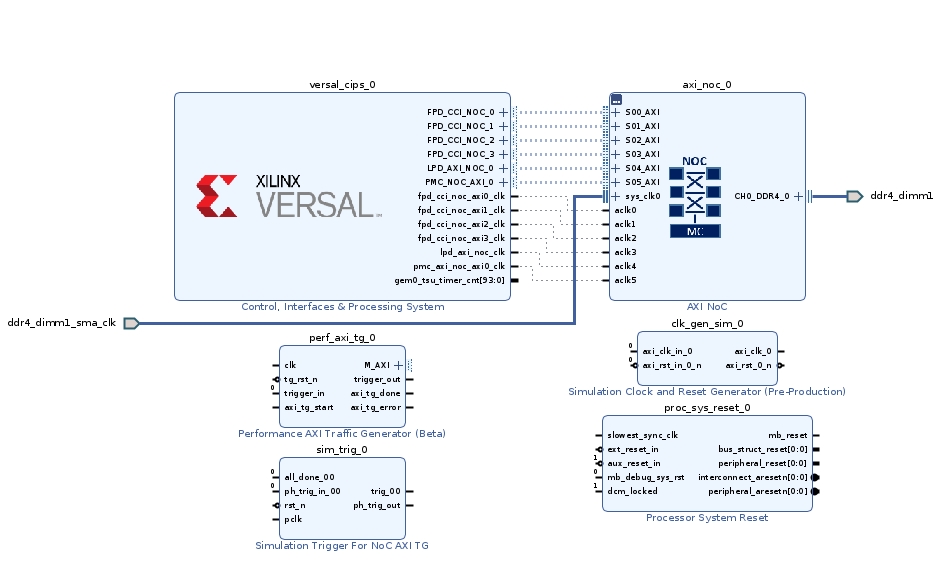 versal_cips_0
FPD_CCI_NOC_0
FPD_CCI_NOC_1
FPD_CCI_NOC_2
FPD_CCI_NOC_3
LPD_AXI_NOC_0
PMC_NOC_AXI_0
fpd_cci_noc_axi0_clk
fpd_cci_noc_axi1_clk
fpd_cci_noc_axi2_clk
fpd_cci_noc_axi3_clk
lpd_axi_noc_clk
pmc_axi_noc_axi0_clk
gem0_tsu_timer_cnt[93:0]
XILINX
VERSAL
Control, Interfaces & Processing System
axi_noc_0
S00_AXI
S01_AXI
S02_AXI
S03_AXI
S04_AXI
S05_AXI
sys_clk0
aclk0
aclk1
aclk2
aclk3
aclk4
aclk5
NOC
MC
CH0_DDR4_0
AXI NoC
ddr4_dimm1
ddr4_dimm1_sma_clk
perf_axi_tg_0
clk
tg_rst_n
0
trigger_in
axi_tg_start
M_AXI
trigger_out
axi_tg_done
axi_tg_error
Performance AXI Traffic Generator (Beta)
clk_gen_sim_0
0
axi_clk_in_0
0
axi_rst_in_0_n
axi_clk_0
axi_rst_0_n
Simulation Clock and Reset Generator (Pre-Production)
sim_trig_0
0
all_done_00
0
ph_trig_in_00
rst_n
pclk
trig_00
ph_trig_out
Simulation Trigger For NoC AXI TG
proc_sys_reset_0
slowest_sync_clk
ext_reset_in
1
aux_reset_in
0
mb_debug_sys_rst
1
dcm_locked
mb_reset
bus_struct_reset[0:0]
peripheral_reset[0:0]
interconnect_aresetn[0:0]
peripheral_aresetn[0:0]
Processor System Reset